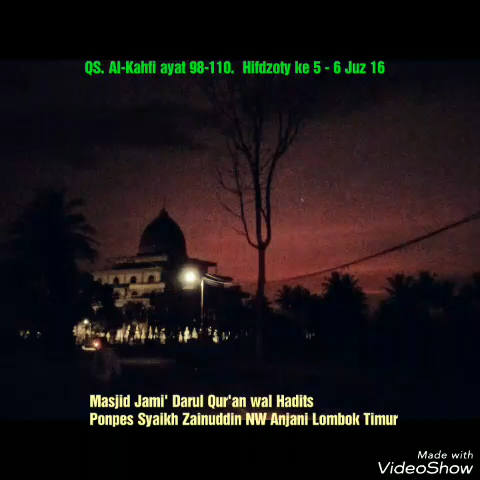 QS. Al-Kahfi ayat 98-110. Hifdzoty ke 5 - 6 Juz 16
Masjid Jami' Darul Qur'an wal Hadits
Ponpes Syaikh Zainuddin NW Anjani Lombok Timur
Made with
VideoShow